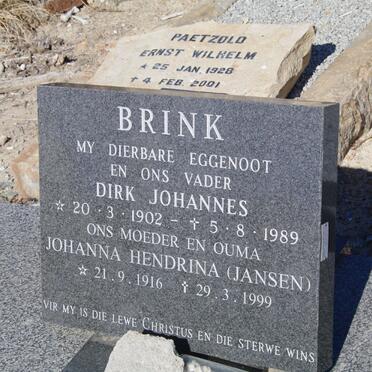 PAETZOLD
ERNST WILHELM
* 25 JAN. 1928
† 4 FEB. 2001
BRINK
MY DIERBARE EGGENOOT
EN ONS VADER
DIRK JOHANNES
* 20·3·1902 – † 5·8·1989
ONS MOEDER EN OUMA
JOHANNA HENDRINA (JANSEN)
* 21.9.1916 † 29.3.1999
VIR MY IS DIE LEWE CHRISTUS EN DIE STERWE WINS